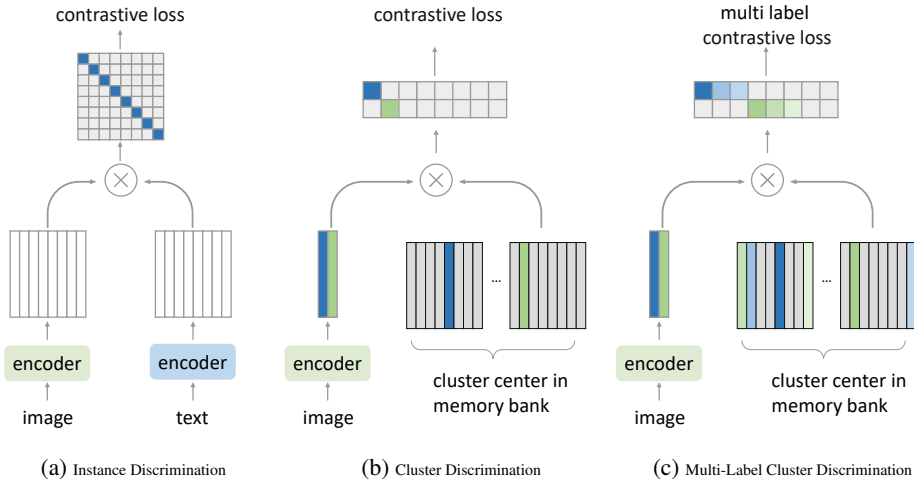 contrastive loss
encoder
encoder
image
text
(a) Instance Discrimination
contrastive loss
...
encoder
cluster center in
memory bank
image
(b) Cluster Discrimination
multi label
contrastive loss
...
encoder
cluster center in
memory bank
image
(c) Multi-Label Cluster Discrimination